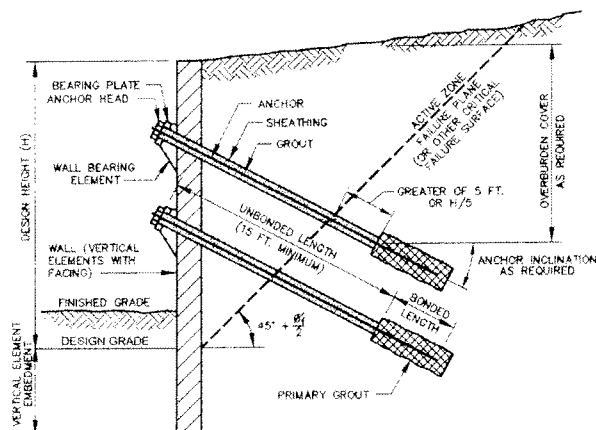 BEARING PLATE
ANCHOR HEAD
ANCHOR
SHEATHING
GROUT
WALL BEARING
ELEMENT
DESIGN HEIGHT (H)
ACTIVE ZONE
FAILURE PLANE
(OR OTHER CRITICAL
FAILURE SURFACE)
OVERBURDEN COVER
AS REQUIRED
GREATER OF 5 FT.
OR H/5
UNBONDED LENGTH
(15 FT. MINIMUM)
WALL (VERTICAL
ELEMENTS WITH
FACING)
ANCHOR INCLINATION
AS REQUIRED
BONDED
LENGTH
FINISHED GRADE
DESIGN GRADE
45° +
2
VERTICAL ELEMENT
EMBEDMENT
PRIMARY GROUT